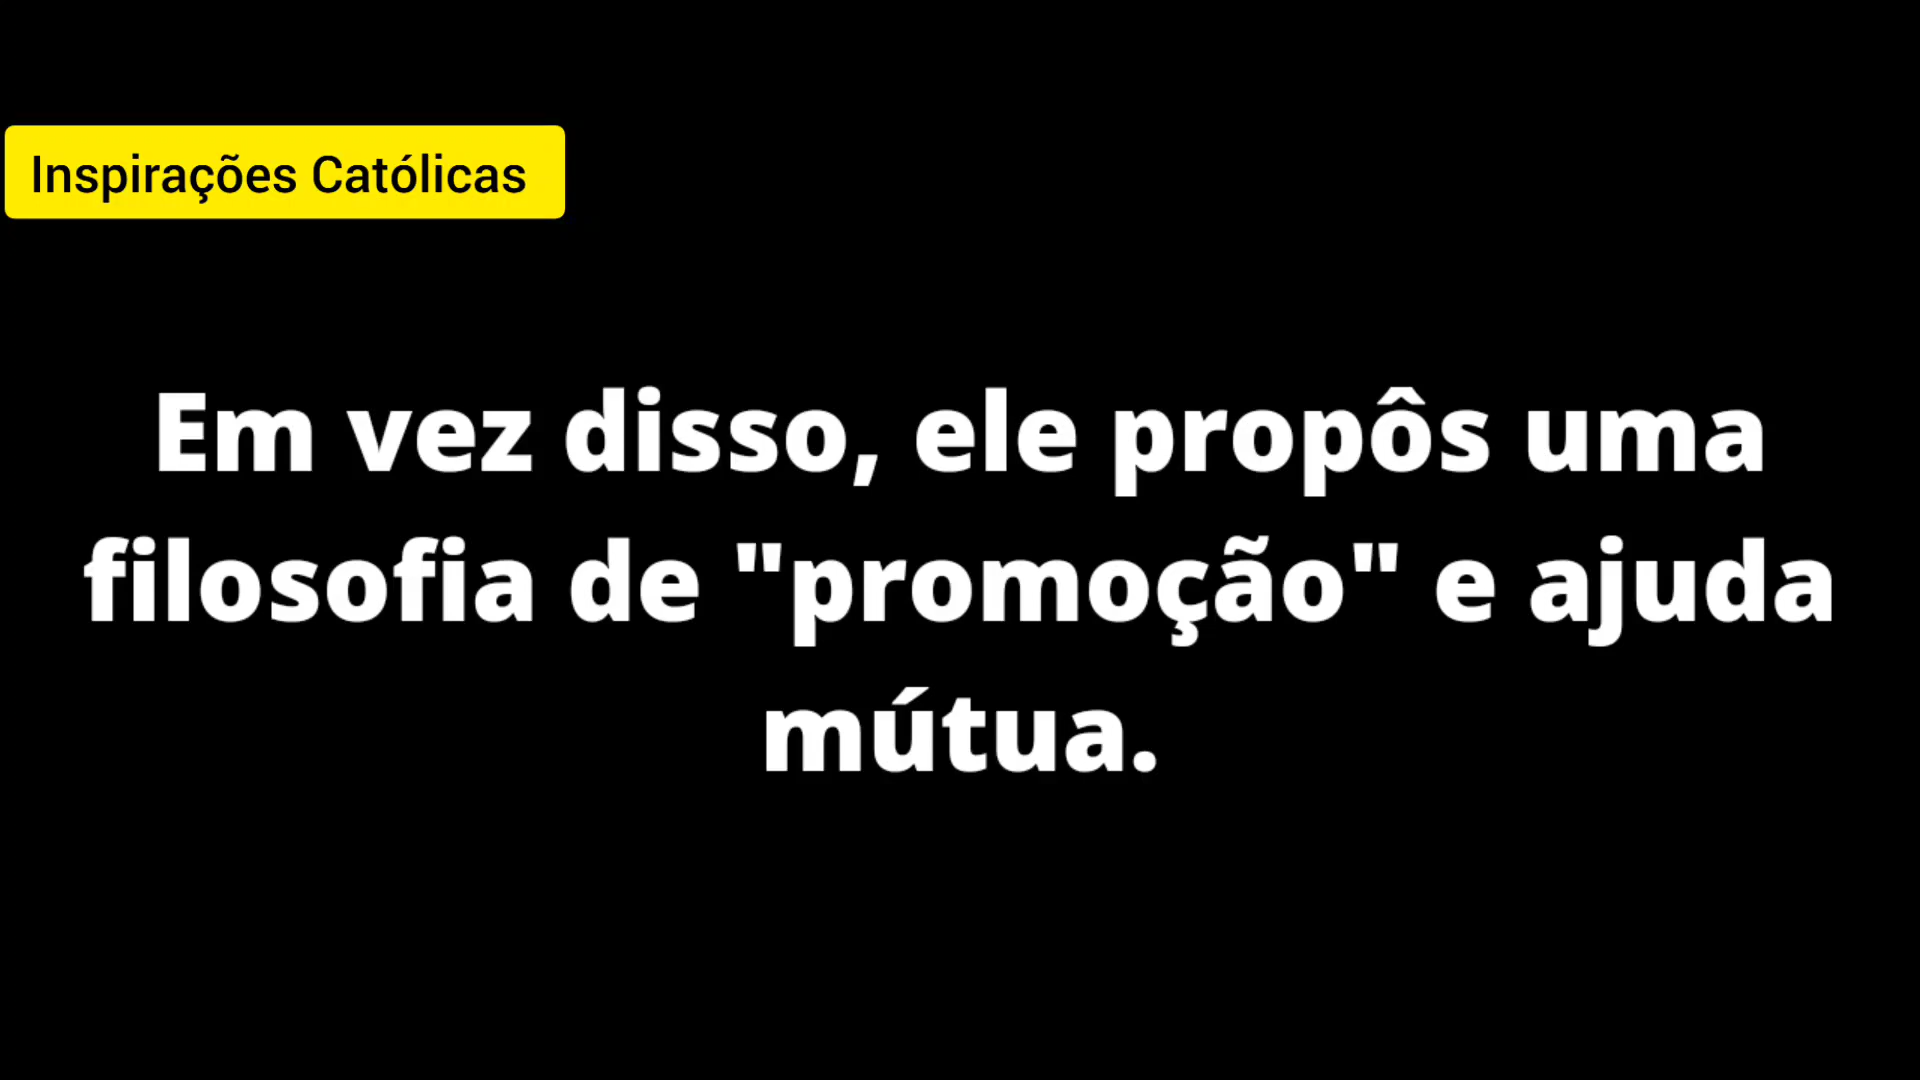 Inspirações Católicas
Em vez disso, ele propôs uma
filosofia de "promoção" e ajuda
mútua.